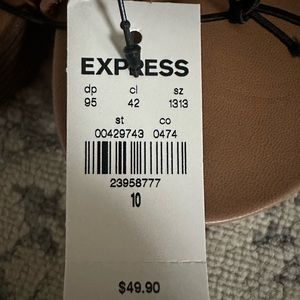 EXPRESS
dp cl sz
95 42 1313
st co
00429743 0474
23958777
10
$49.90